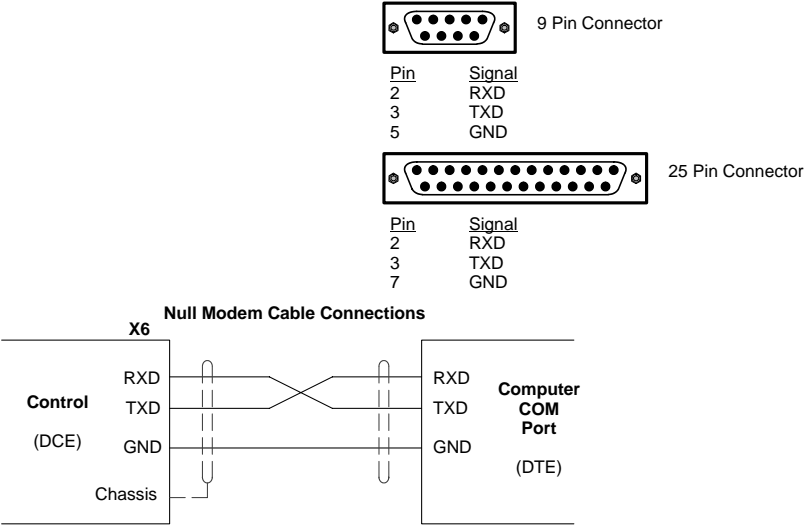 9 Pin Connector
Pin Signal
2 RXD
3 TXD
5 GND
25 Pin Connector
Pin Signal
2 RXD
3 TXD
7 GND
Null Modem Cable Connections
X6
RXD RXD
Control TXD TXD Computer COM Port
(DCE) GND GND (DTE)
Chassis